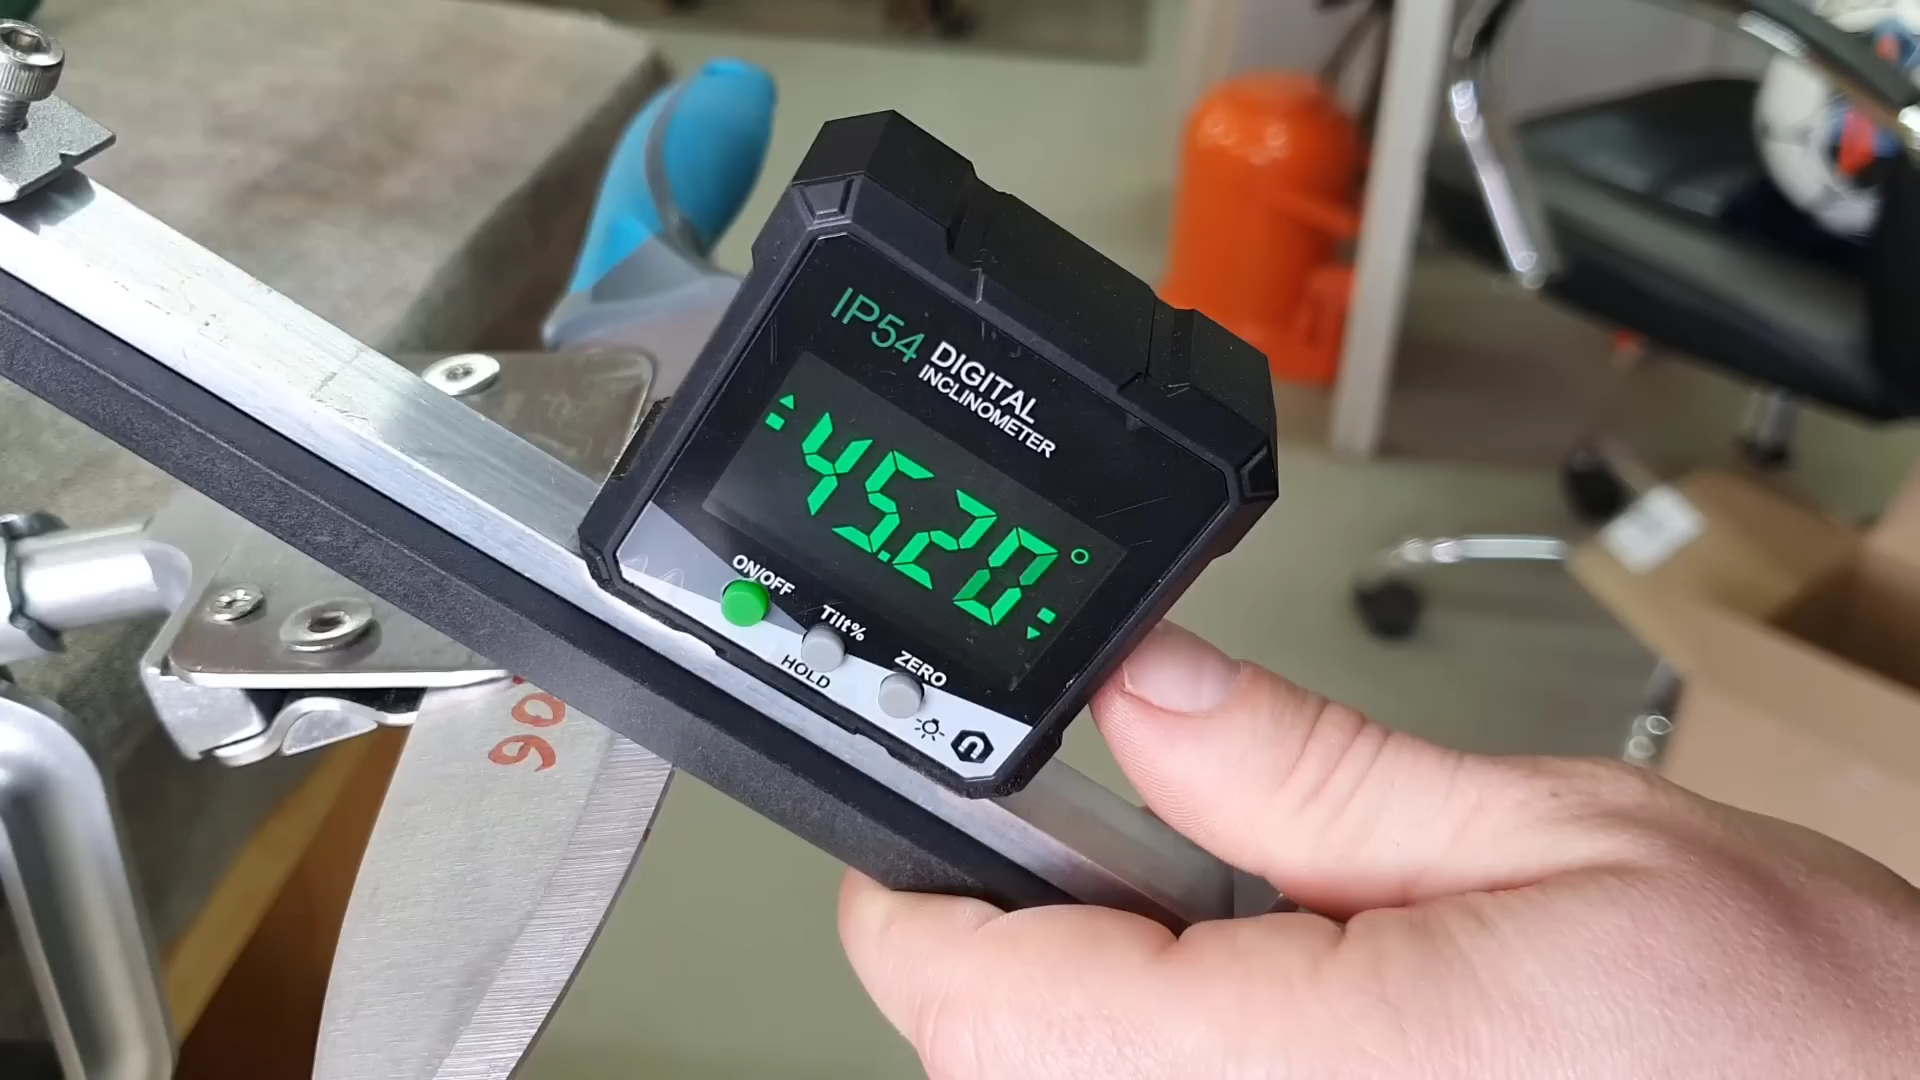 IP54 DIGITAL
INCLINOMETER
45.20°
ON/OFF
Tilt%
HOLD
ZERO